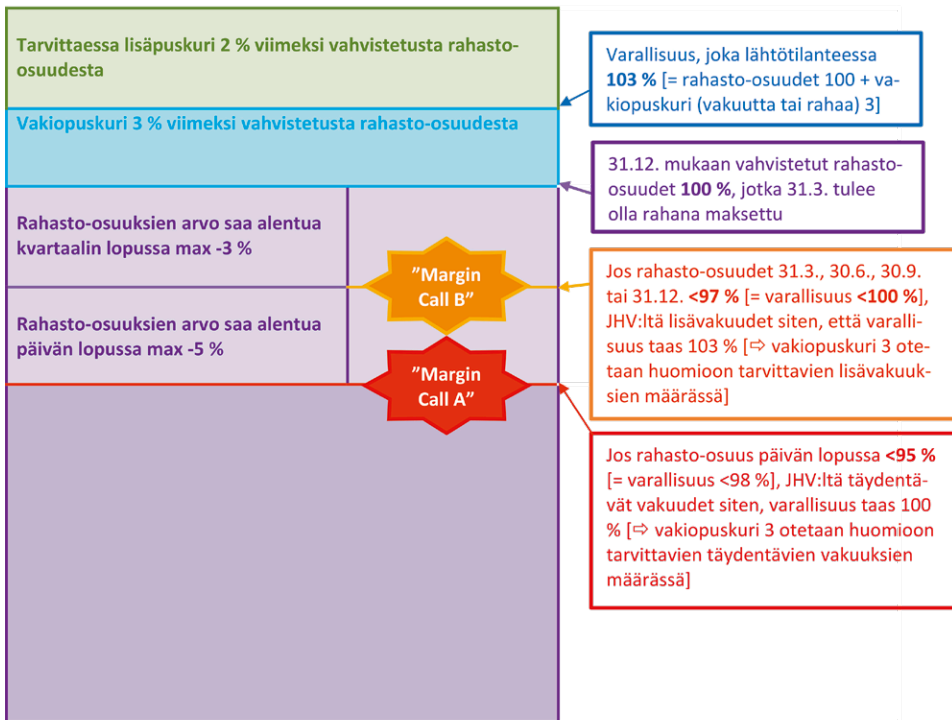 Tarvittaessa lisäpuskuri 2 % viimeksi vahvistetusta rahasto-
osuudesta
Vakiopuskuri 3 % viimeksi vahvistetusta rahasto-osuudesta
Rahasto-osuuksien arvo saa alentua
kvartaalin lopussa max -3 %
Rahasto-osuuksien arvo saa alentua
päivän lopussa max -5 %
”Margin
Call B”
”Margin
Call A”
Varallisuus, joka lähtötilanteessa
103 % [= rahasto-osuudet 100 + va-
kiopuskuri (vakuutta tai rahaa) 3]
31.12. mukaan vahvistetut rahasto-
osuudet 100 %, jotka 31.3. tulee
olla rahana maksettu
Jos rahasto-osuudet 31.3., 30.6., 30.9.
tai 31.12. <97 % [= varallisuus <100 %],
JHV:ltä lisävakuudet siten, että varalli-
suus taas 103 % [⇨ vakiopuskuri 3 ote-
taan huomioon tarvittavien lisävakuuk-
sien määrässä]
Jos rahasto-osuus päivän lopussa <95 %
[= varallisuus <98 %], JHV:ltä täydentä-
vät vakuudet siten, varallisuus taas 100
% [⇨ vakiopuskuri 3 otetaan huomioon
tarvittavien täydentävien vakuuksien
määrässä]